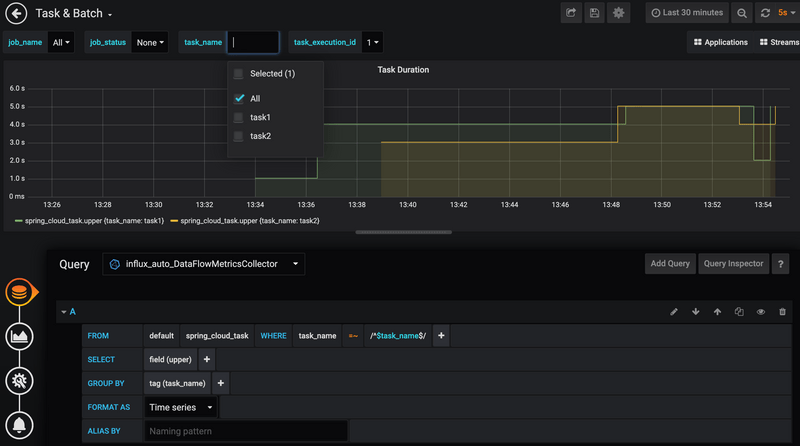 Task & Batch
Last 30 minutes
5s
job_name All
job_status None
task_name
task_execution_id 1
Applications
Streams
Selected (1)
All
task1
task2
Task Duration
6.0 s
5.0 s
4.0 s
3.0 s
2.0 s
1.0 s
0 ms
13:26 13:28 13:30 13:32 13:34 13:36 13:38 13:40 13:42 13:44 13:46 13:48 13:50 13:52 13:54
spring_cloud_task.upper {task_name: task1} spring_cloud_task.upper {task_name: task2}
Query influx_auto_DataFlowMetricsCollector Add Query Query Inspector ?
A
FROM default spring_cloud_task WHERE task_name =~ /^$task_name$/ +
SELECT field (upper) +
GROUP BY tag (task_name) +
FORMAT AS Time series
ALIAS BY Naming pattern